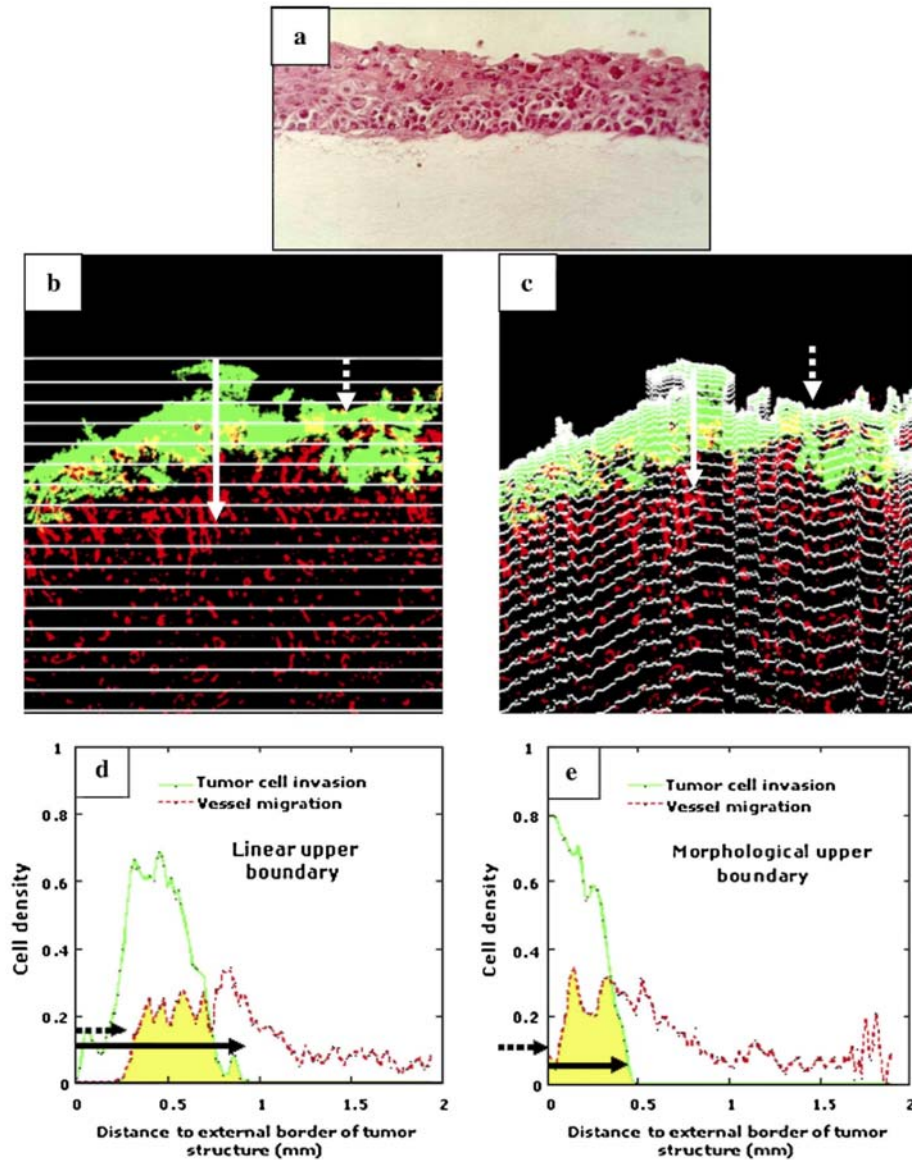 a
b
c
d
1
0.8
0.6
0.4
0.2
0
Cell density
Tumor cell invasion
Vessel migration
Linear upper
boundary
0
0.5
1
1.5
2
Distance to external border of tumor
structure (mm)
e
1
0.8
0.6
0.4
0.2
0
Cell density
Tumor cell invasion
Vessel migration
Morphological upper
boundary
0
0.5
1
1.5
2
Distance to external border of tumor
structure (mm)